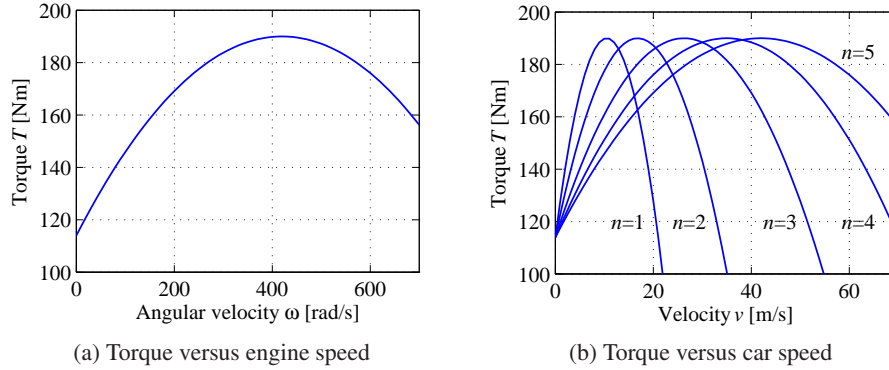 200
180
160
140
120
100
Torque T [Nm]
0 200 400 600
Angular velocity ω [rad/s]
(a) Torque versus engine speed
200
180
160
140
120
100
Torque T [Nm]
n=5
n=1 n=2 n=3 n=4
0 20 40 60
Velocity v [m/s]
(b) Torque versus car speed